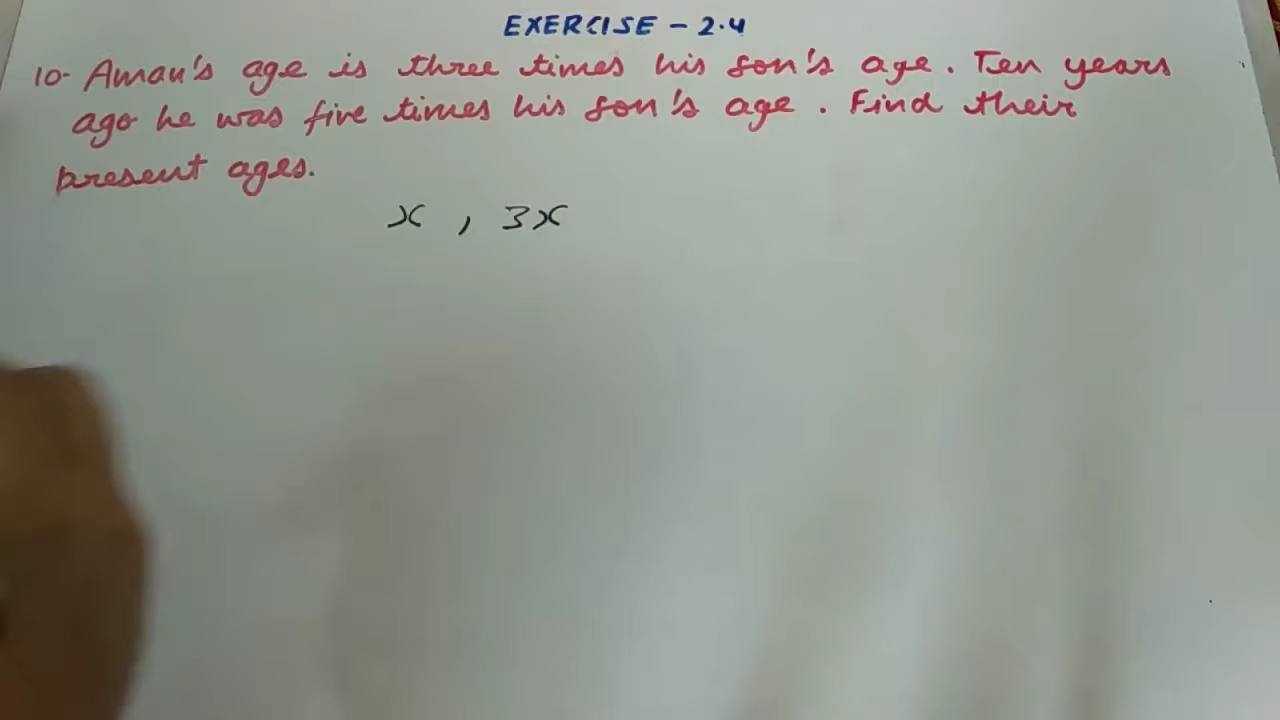 EXERCISE - 2.4
10. Aman's age is three times his son's age. Ten years
ago he was five times his son's age. Find their
present ages.
x , 3x